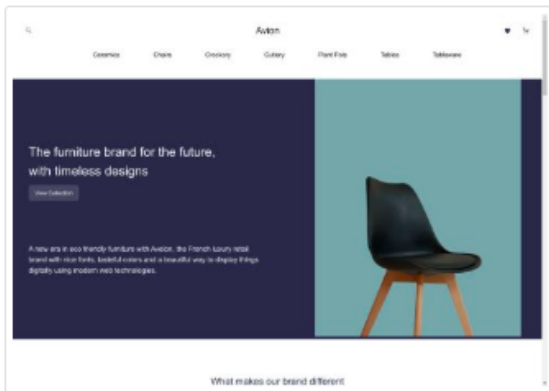 Avion
Ceramics Chairs Crockery Cutlery Plant Pots Tables Tableware
The furniture brand for the future,
with timeless designs
View Collection
A new era in eco friendly furniture with Avelon, the French luxury retail
brand with nice fonts, tasteful colors and a beautiful way to display things
digitally using modern web technologies.
What makes our brand different